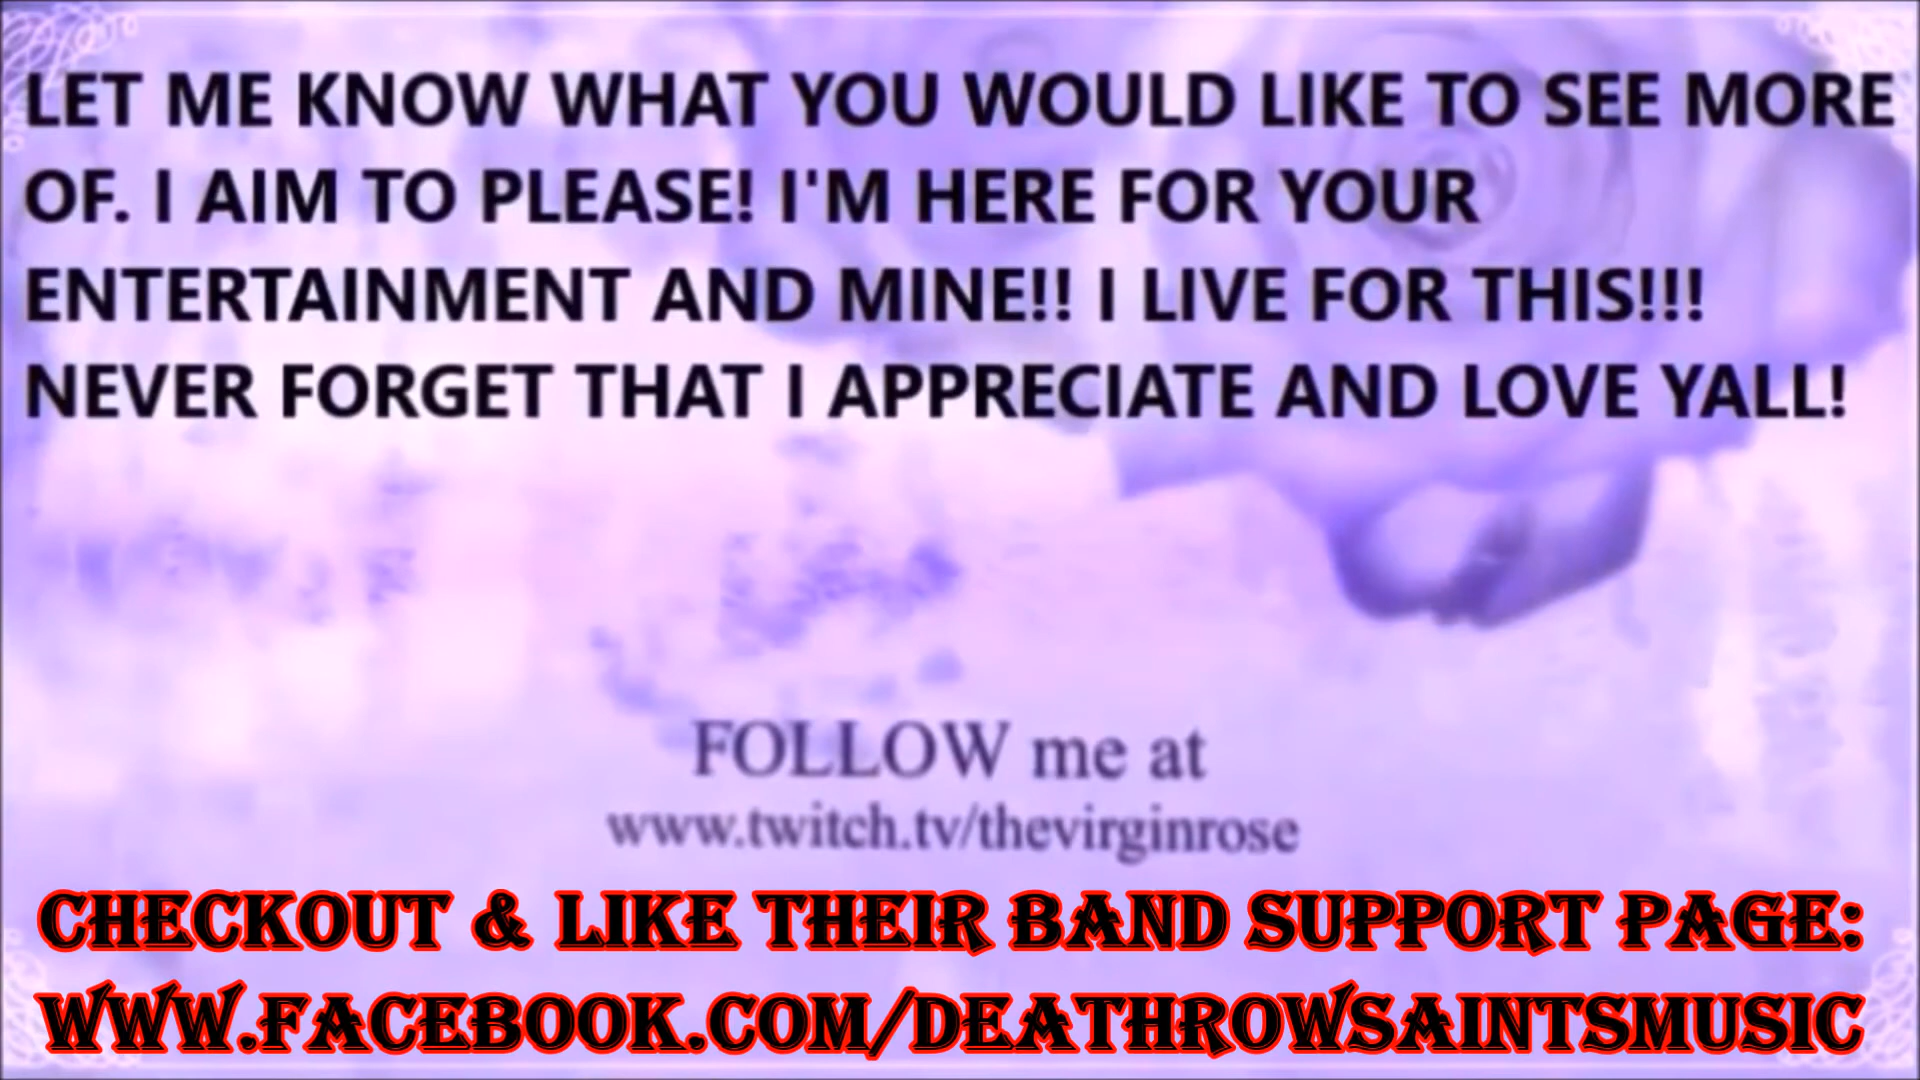 LET ME KNOW WHAT YOU WOULD LIKE TO SEE MORE
OF. I AIM TO PLEASE! I'M HERE FOR YOUR
ENTERTAINMENT AND MINE!! I LIVE FOR THIS!!!
NEVER FORGET THAT I APPRECIATE AND LOVE YALL!
FOLLOW me at
www.twitch.tv/thevirginrose
CHECKOUT & LIKE THEIR BAND SUPPORT PAGE:
WWW.FACEBOOK.COM/DEATHROWSAINTSMUSIC